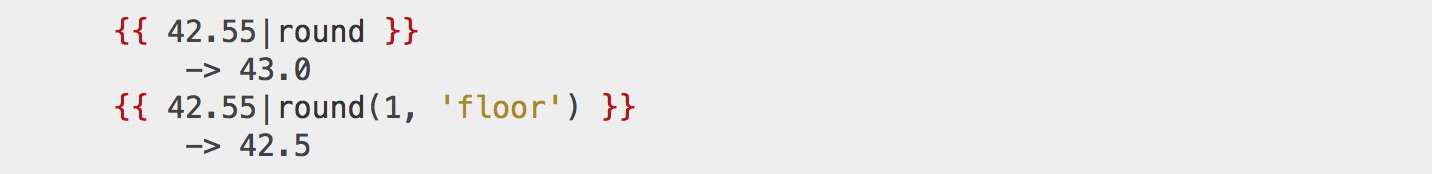 {{ 42.55|round }}
-> 43.0
{{ 42.55|round(1, 'floor') }}
-> 42.5